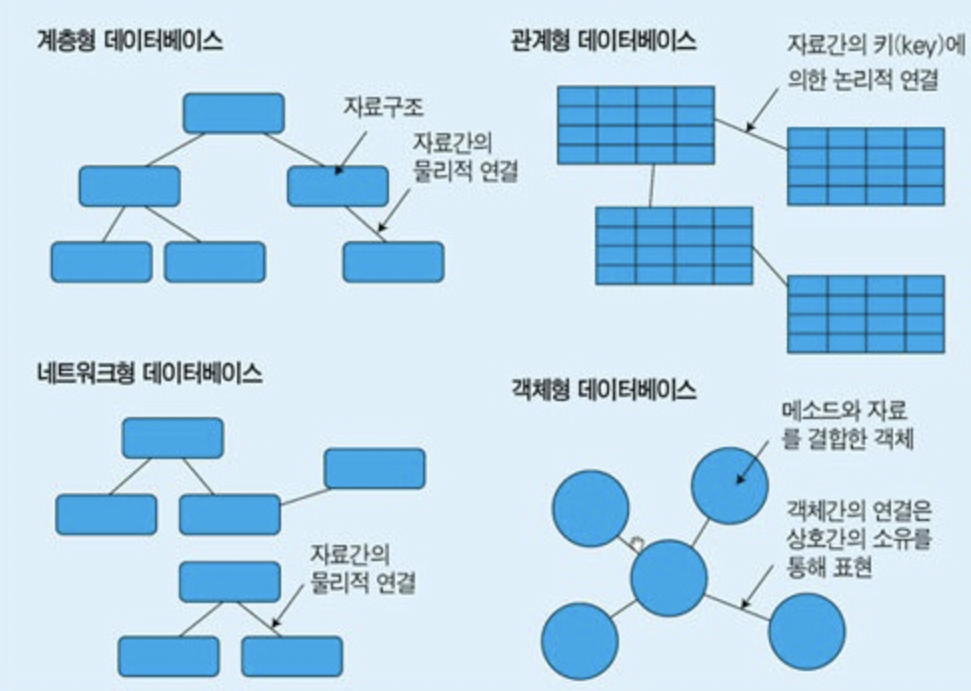 계층형 데이터베이스
자료구조
자료간의
물리적 연결
관계형 데이터베이스
자료간의 키(key)에
의한 논리적 연결
네트워크형 데이터베이스
자료간의
물리적 연결
객체형 데이터베이스
메소드와 자료
를 결합한 객체
객체간의 연결은
상호간의 소유를
통해 표현